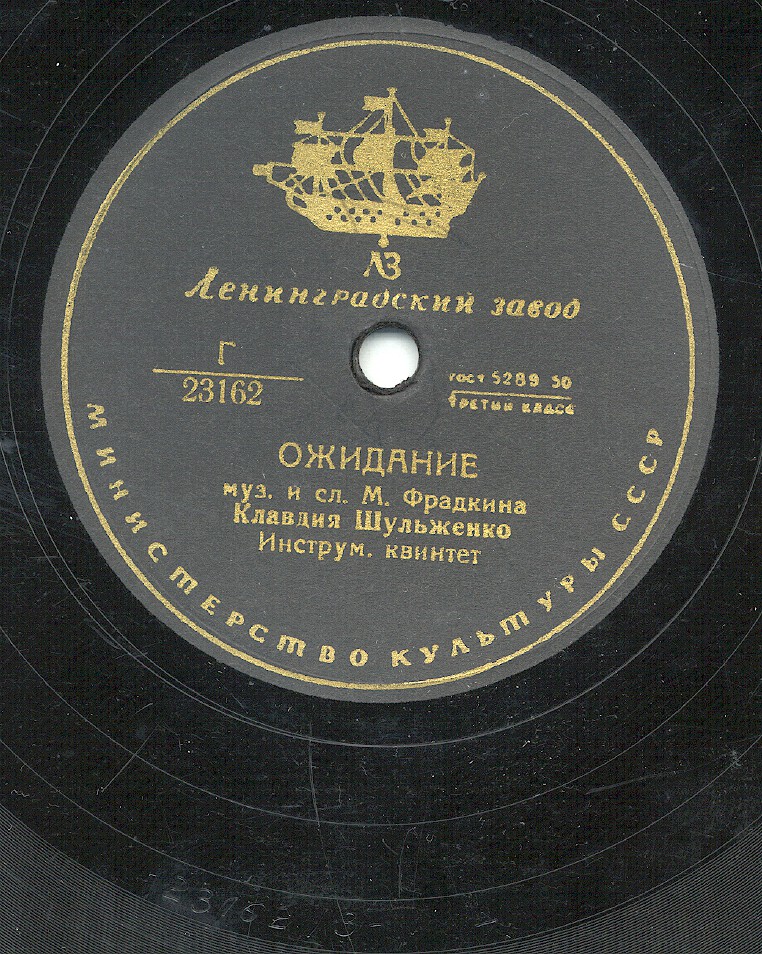 ЛЗ
Ленинградский завод
Г
23162
гост 5289 50
третий класс
ОЖИДАНИЕ
муз. и сл. М. Фрадкина
Клавдия Шульженко
Инструм. квинтет
МИНИСТЕРСТВО КУЛЬТУРЫ СССР